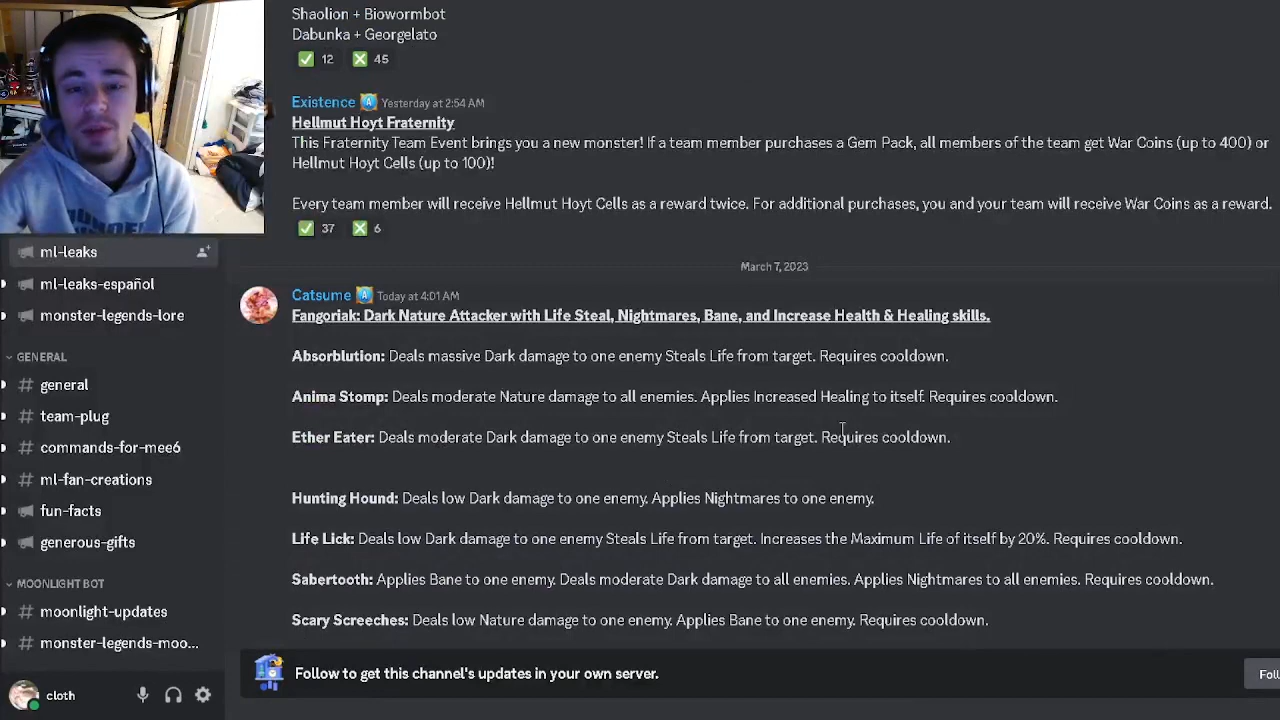 Shaolion + Biowormbot
Dabunka + Georgelato
12 45
Existence Yesterday at 2:54 AM
Hellmut Hoyt Fraternity
This Fraternity Team Event brings you a new monster! If a team member purchases a Gem Pack, all members of the team get War Coins (up to 400) or
Hellmut Hoyt Cells (up to 100)!
Every team member will receive Hellmut Hoyt Cells as a reward twice. For additional purchases, you and your team will receive War Coins as a reward.
37 6
March 7, 2023
Catsume Today at 4:01 AM
Fangoriak: Dark Nature Attacker with Life Steal, Nightmares, Bane, and Increase Health & Healing skills.
Absorblution: Deals massive Dark damage to one enemy Steals Life from target. Requires cooldown.
Anima Stomp: Deals moderate Nature damage to all enemies. Applies Increased Healing to itself. Requires cooldown.
Ether Eater: Deals moderate Dark damage to one enemy Steals Life from target. Requires cooldown.
Hunting Hound: Deals low Dark damage to one enemy. Applies Nightmares to one enemy.
Life Lick: Deals low Dark damage to one enemy Steals Life from target. Increases the Maximum Life of itself by 20%. Requires cooldown.
Sabertooth: Applies Bane to one enemy. Deals moderate Dark damage to all enemies. Applies Nightmares to all enemies. Requires cooldown.
Scary Screeches: Deals low Nature damage to one enemy. Applies Bane to one enemy. Requires cooldown.
Follow to get this channel's updates in your own server.
Foll
ml-leaks
ml-leaks-español
monster-legends-lore
GENERAL
general
team-plug
commands-for-mee6
ml-fan-creations
fun-facts
generous-gifts
MOONLIGHT BOT
moonlight-updates
monster-legends-moo...
cloth